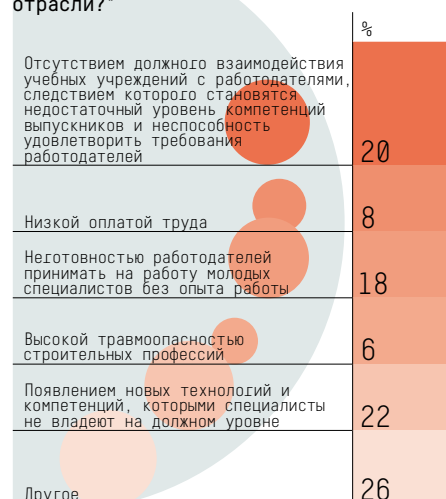 отрасли?"
%
Отсутствием должного взаимодействия
учебных учреждений с работодателями,
следствием которого становятся
недостаточный уровень компетенций
выпускников и неспособность
удовлетворить требования
работодателей
20
Низкой оплатой труда
8
Неготовностью работодателей
принимать на работу молодых
специалистов без опыта работы
18
Высокой травмоопасностью
строительных профессий
6
Появлением новых технологий и
компетенций, которыми специалисты
не владеют на должном уровне
22
Другое
26